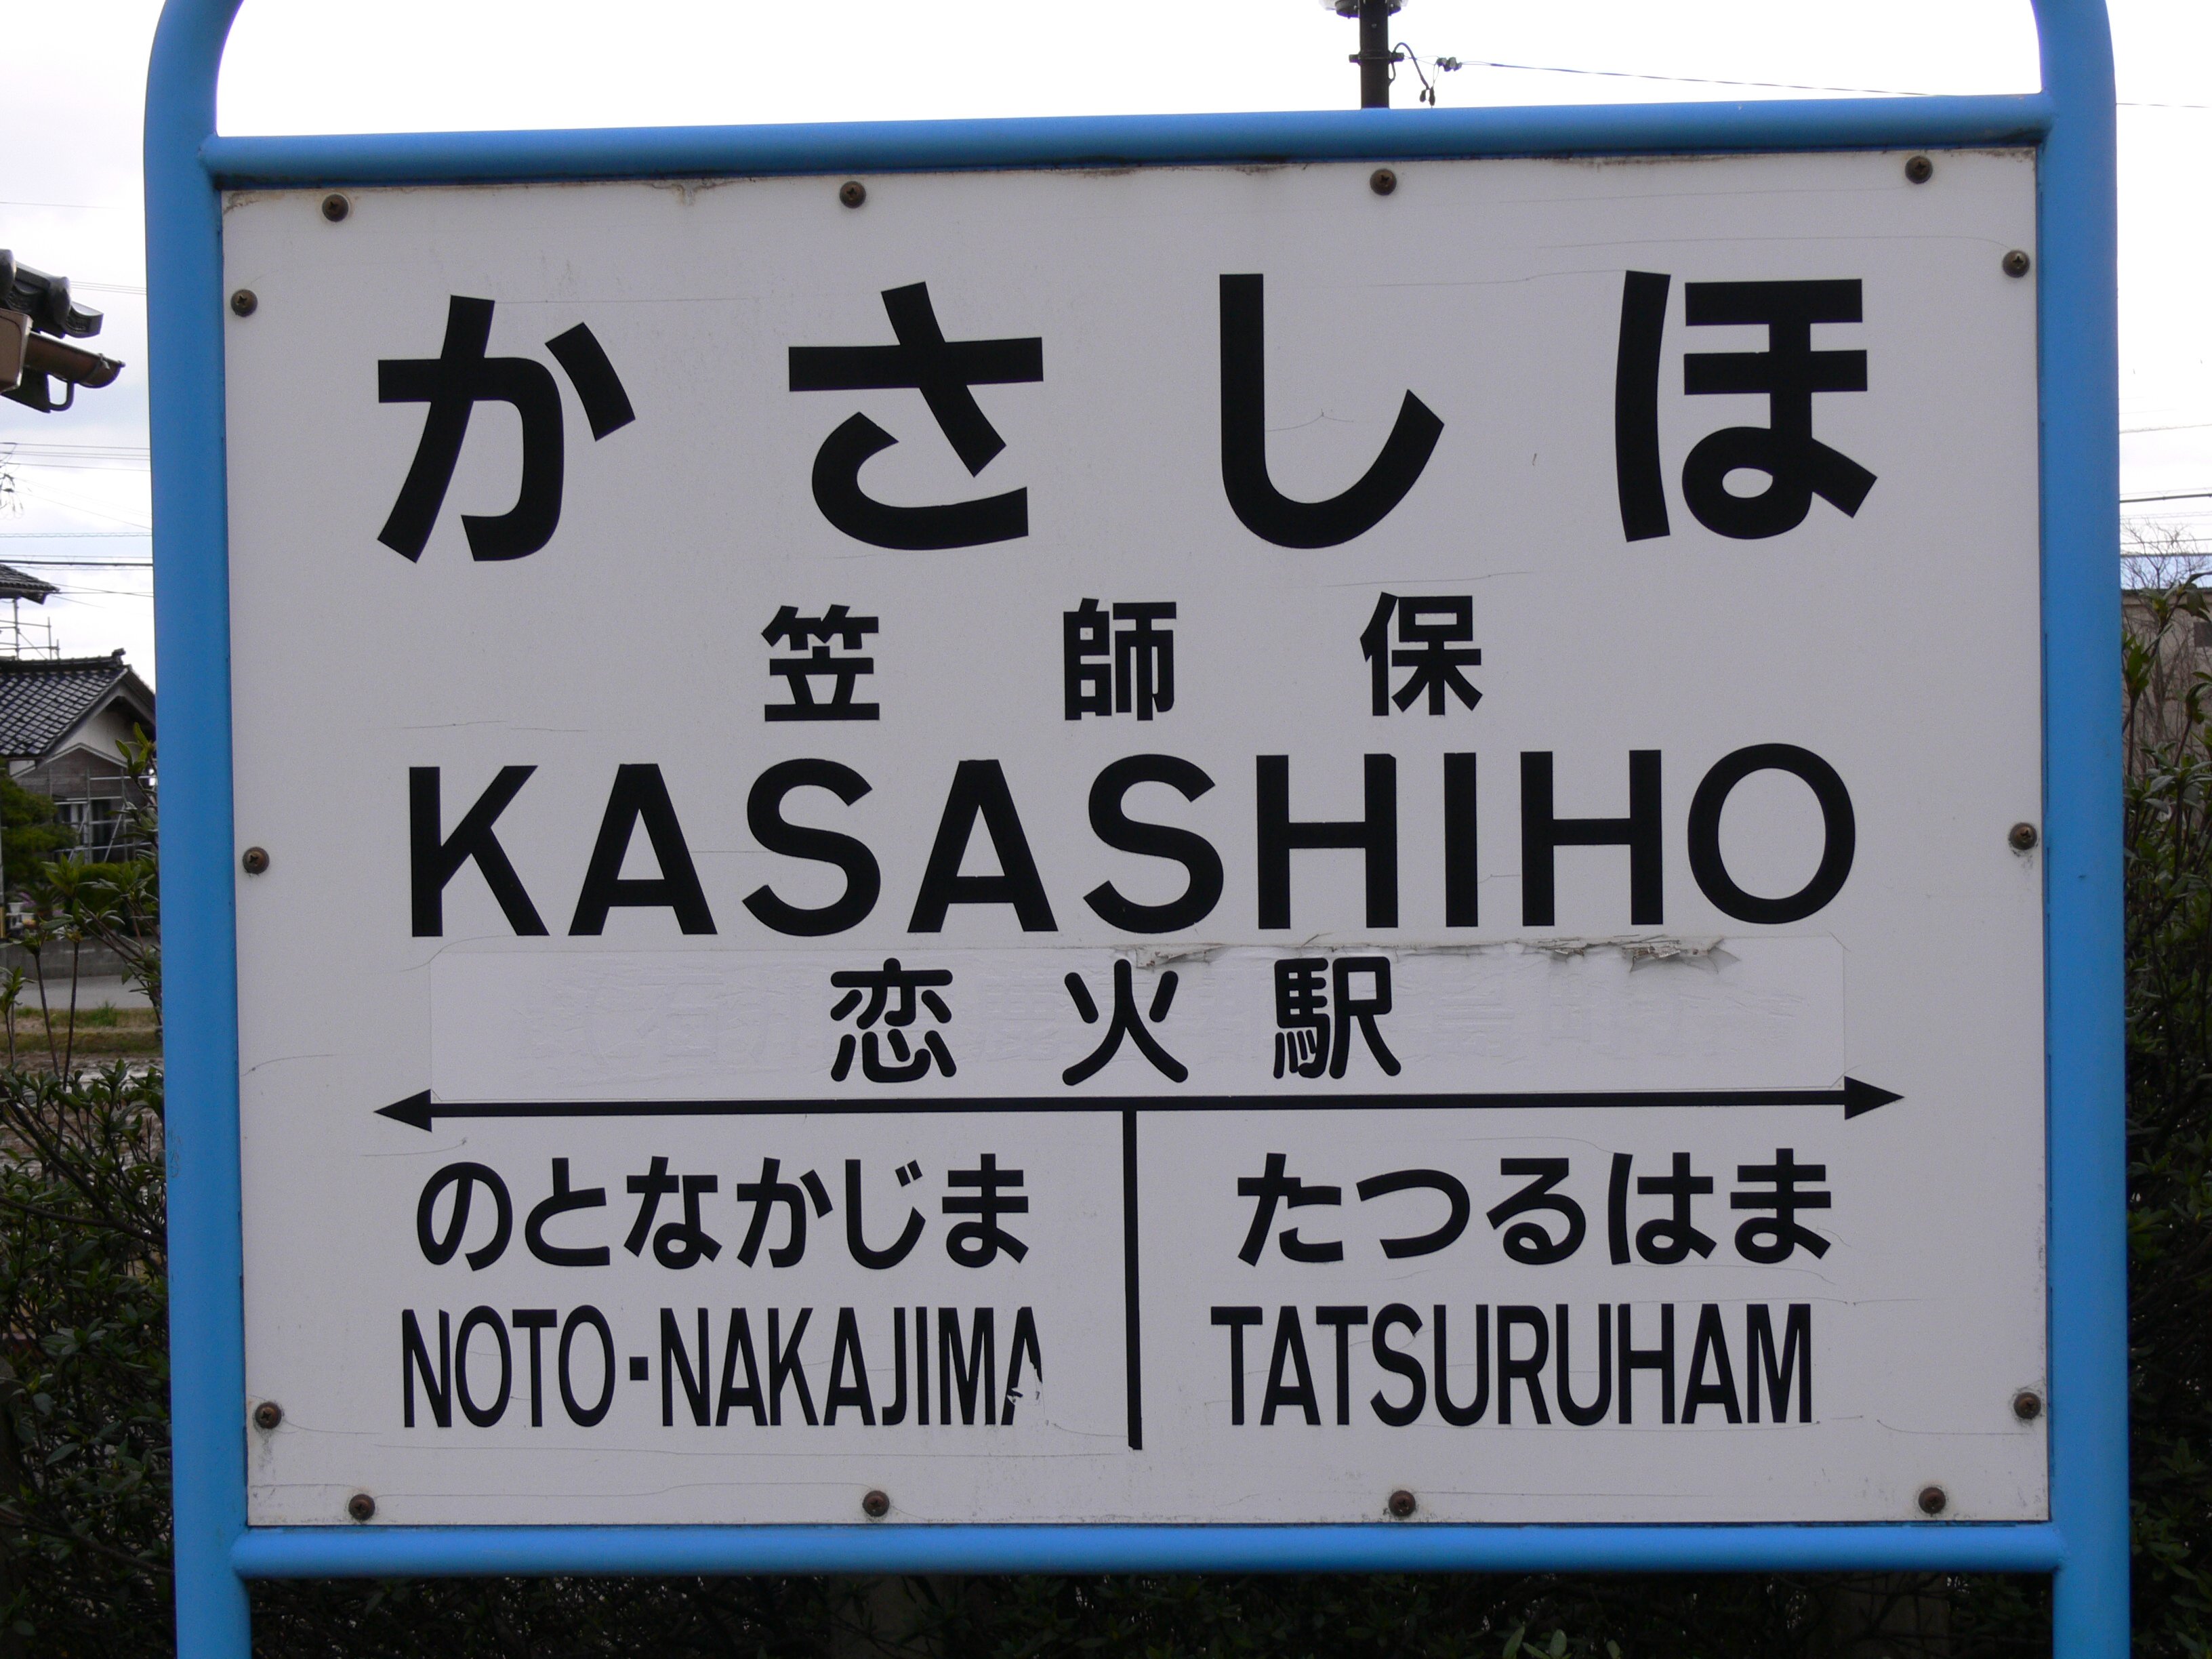 かさしほ
笠師保
KASASHIHO
恋火駅
のとなかじま たつるはま
NOTO-NAKAJIMA TATSURUHAM